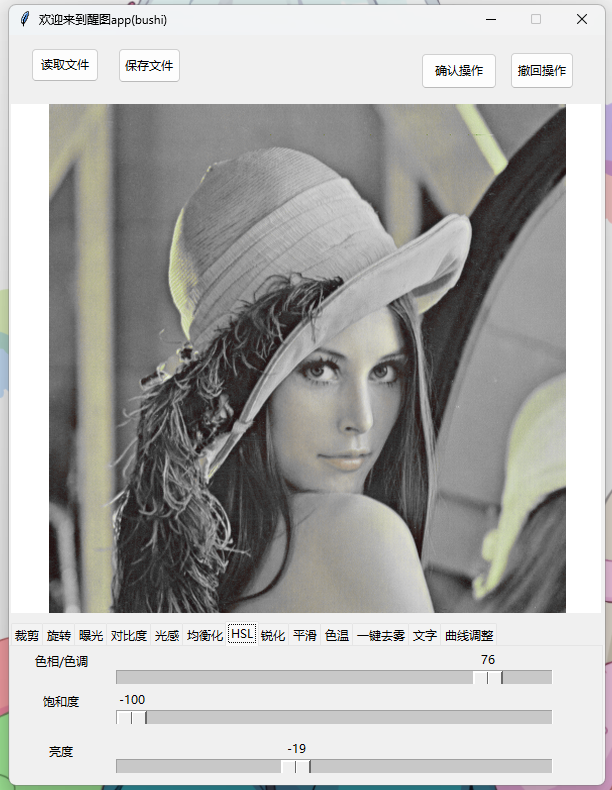 欢迎来到醒图app(bushi)
读取文件 保存文件 确认操作 撤回操作
裁剪 旋转 曝光 对比度 光感 均衡化 HSL 锐化 平滑 色温 一键去雾 文字 曲线调整
色相/色调 76
饱和度 -100
亮度 -19